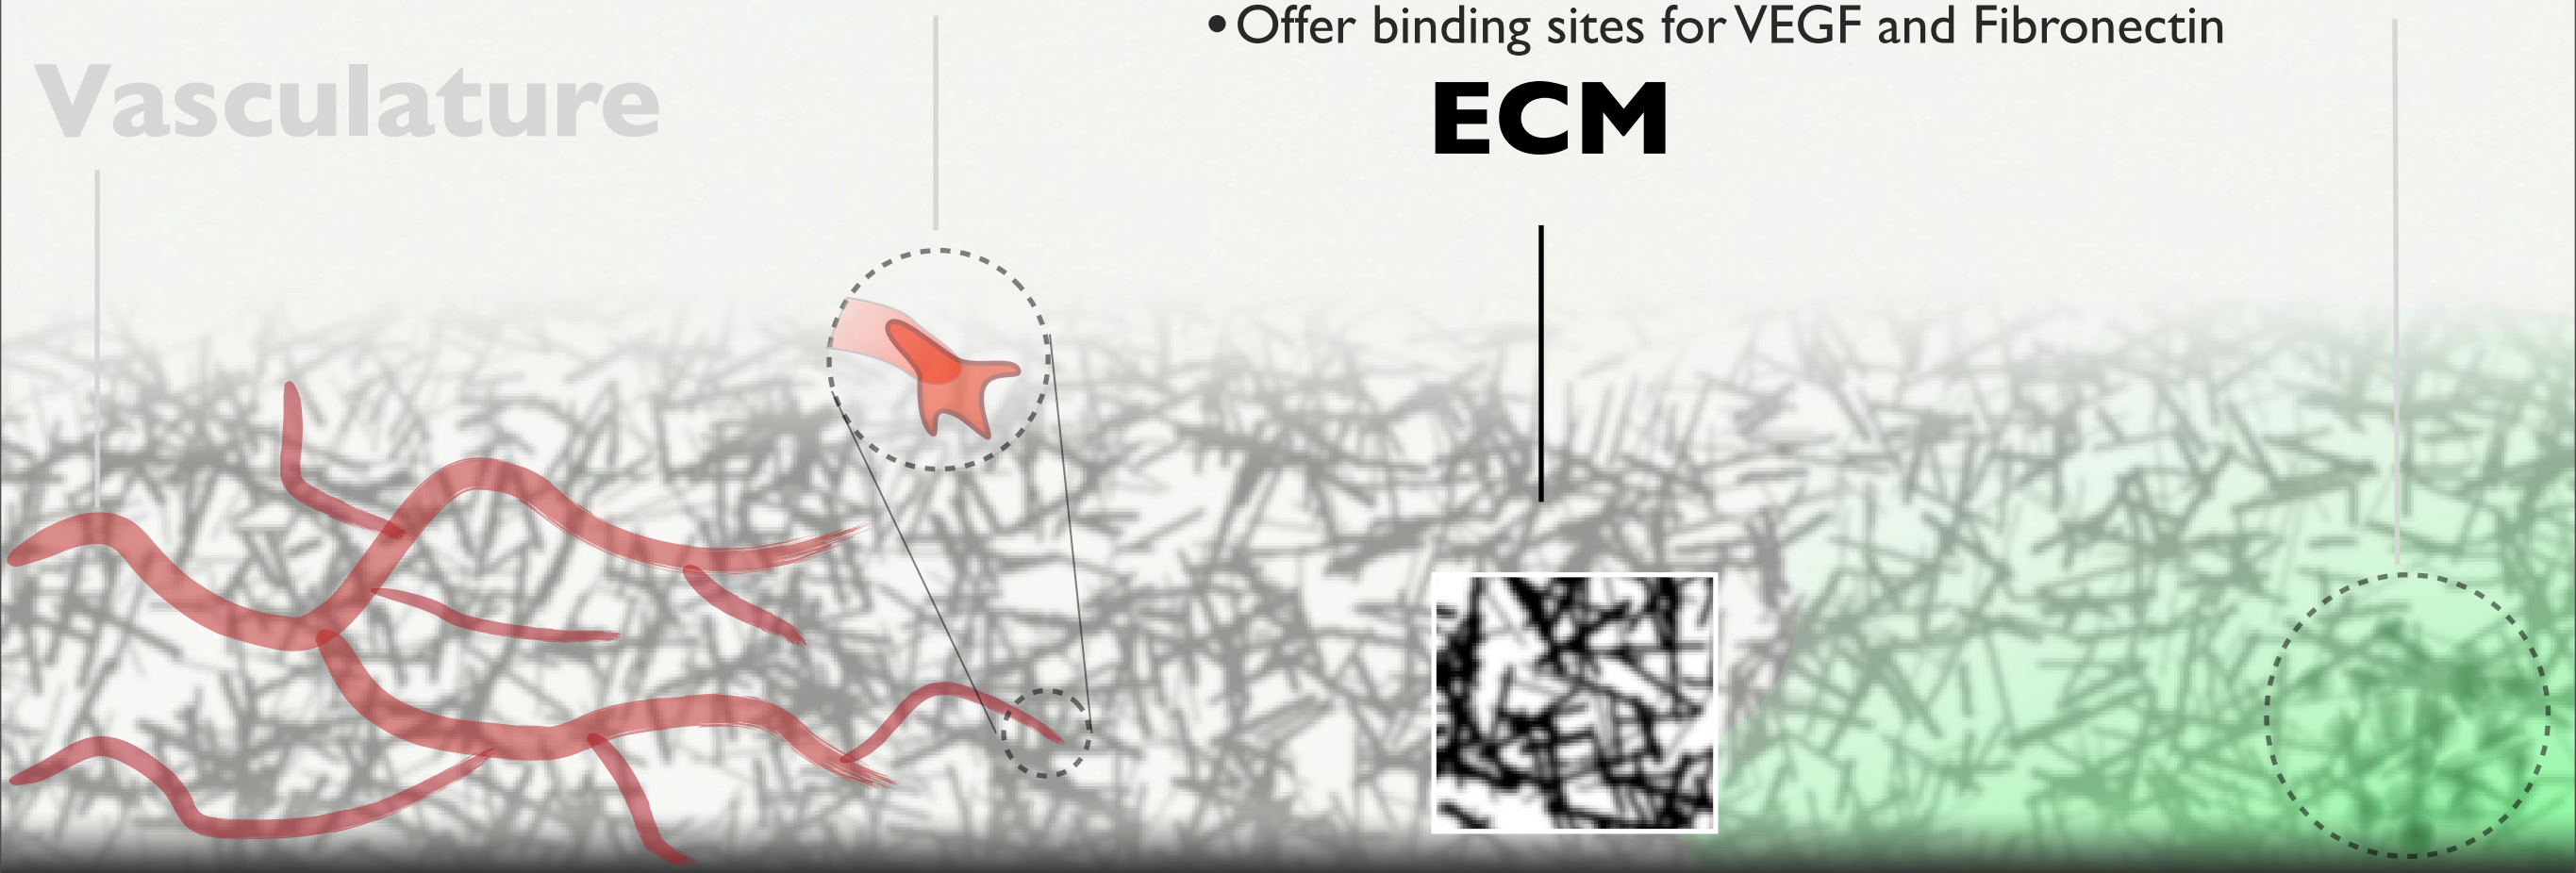 • Offer binding sites for VEGF and Fibronectin
Vasculature
ECM